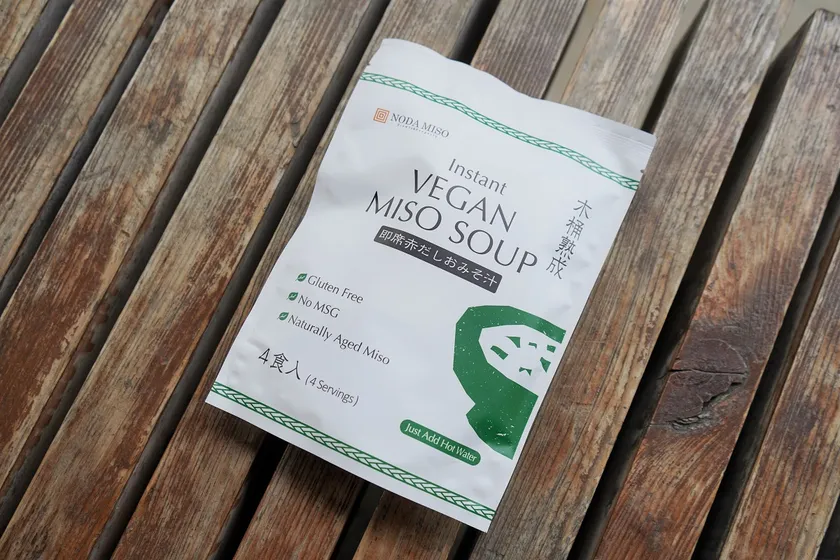 NODA MISO
Instant
VEGAN
MISO SOUP
即席赤だしおみそ汁
木桶熟成
Gluten Free
No MSG
Naturally Aged Miso
4食入 (4 Servings)
Just Add Hot Water